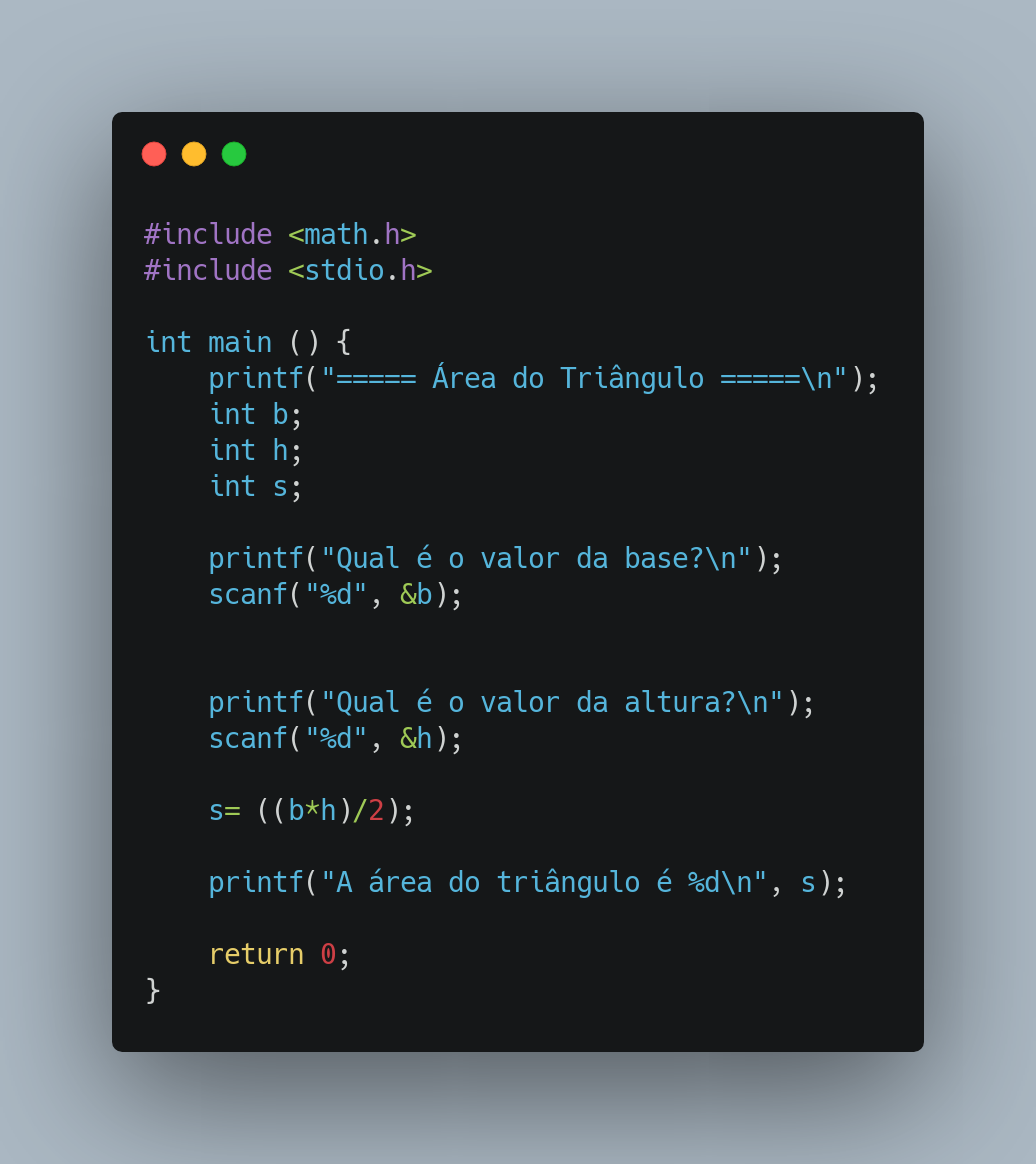 #include <math.h>
#include <stdio.h>

int main () {
    printf("===== Área do Triângulo =====\n");
    int b;
    int h;
    int s;

    printf("Qual é o valor da base?\n");
    scanf("%d", &b);


    printf("Qual é o valor da altura?\n");
    scanf("%d", &h);

    s= ((b*h)/2);

    printf("A área do triângulo é %d\n", s);

    return 0;
}